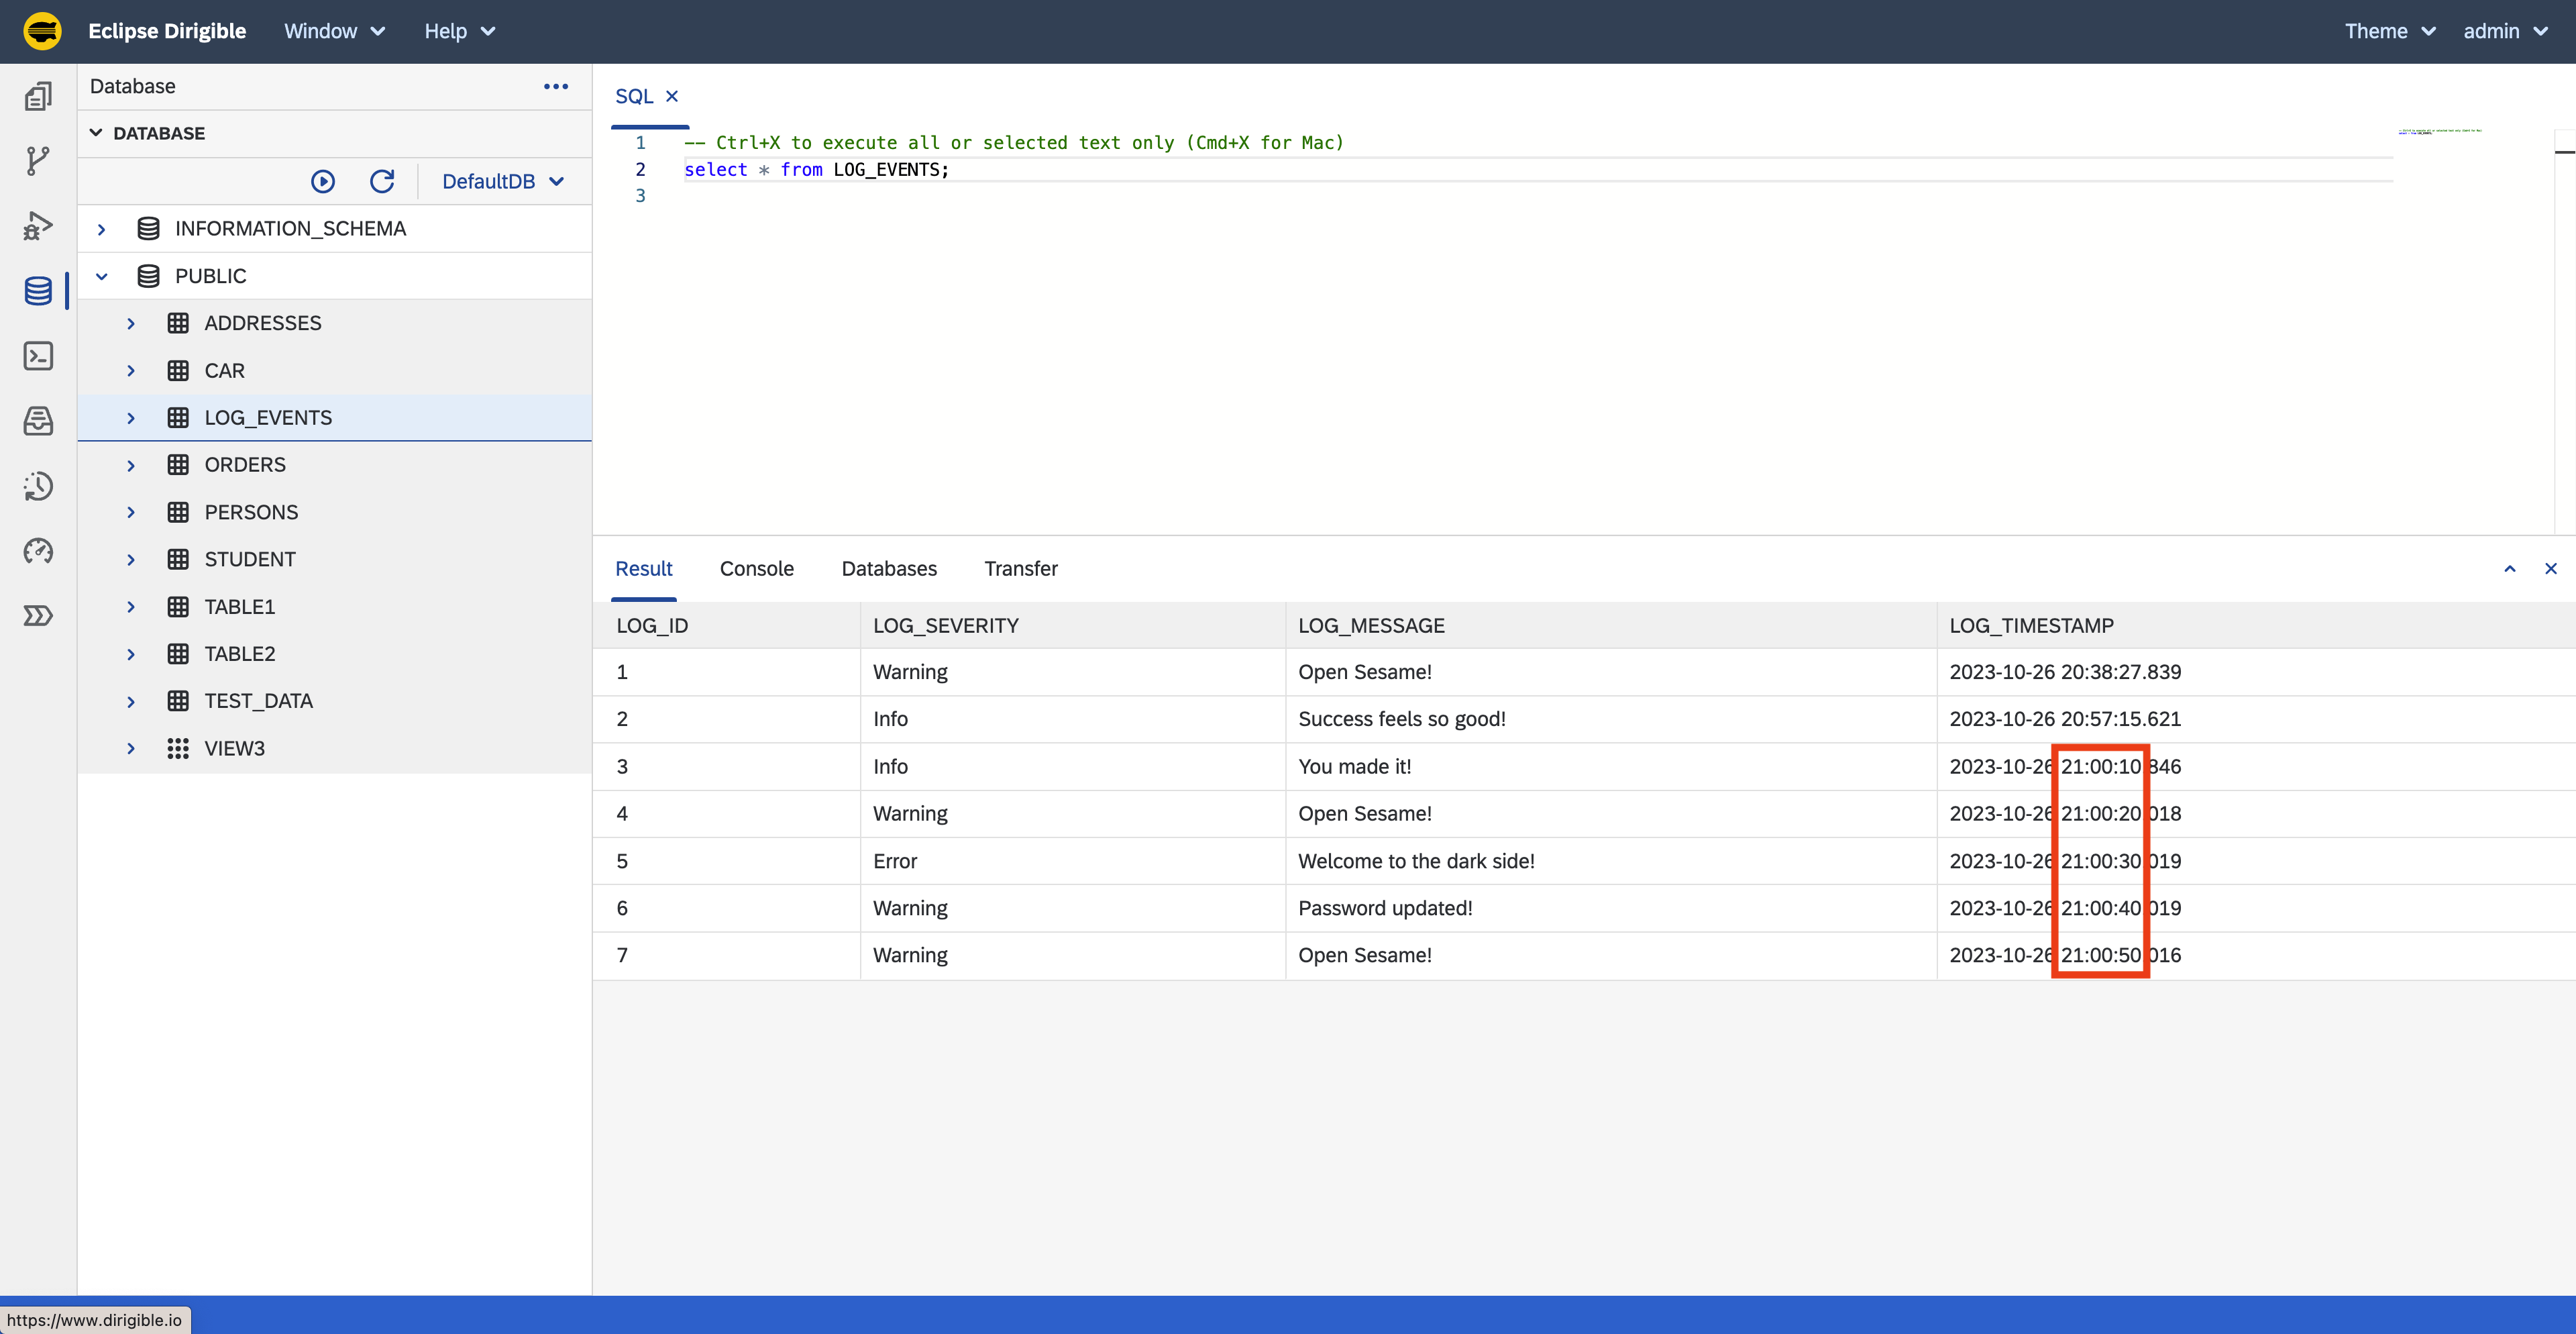 Eclipse Dirigible Window Help Theme admin
Database
DATABASE
DefaultDB
INFORMATION_SCHEMA
PUBLIC
ADDRESSES
CAR
LOG_EVENTS
ORDERS
PERSONS
STUDENT
TABLE1
TABLE2
TEST_DATA
VIEW3
SQL
1 -- Ctrl+X to execute all or selected text only (Cmd+X for Mac)
2 select * from LOG_EVENTS;
3
Result Console Databases Transfer
LOG_ID LOG_SEVERITY LOG_MESSAGE LOG_TIMESTAMP
1 Warning Open Sesame! 2023-10-26 20:38:27.839
2 Info Success feels so good! 2023-10-26 20:57:15.621
3 Info You made it! 2023-10-26 21:00:10.846
4 Warning Open Sesame! 2023-10-26 21:00:20.018
5 Error Welcome to the dark side! 2023-10-26 21:00:30.019
6 Warning Password updated! 2023-10-26 21:00:40.019
7 Warning Open Sesame! 2023-10-26 21:00:50.016
https://www.dirigible.io